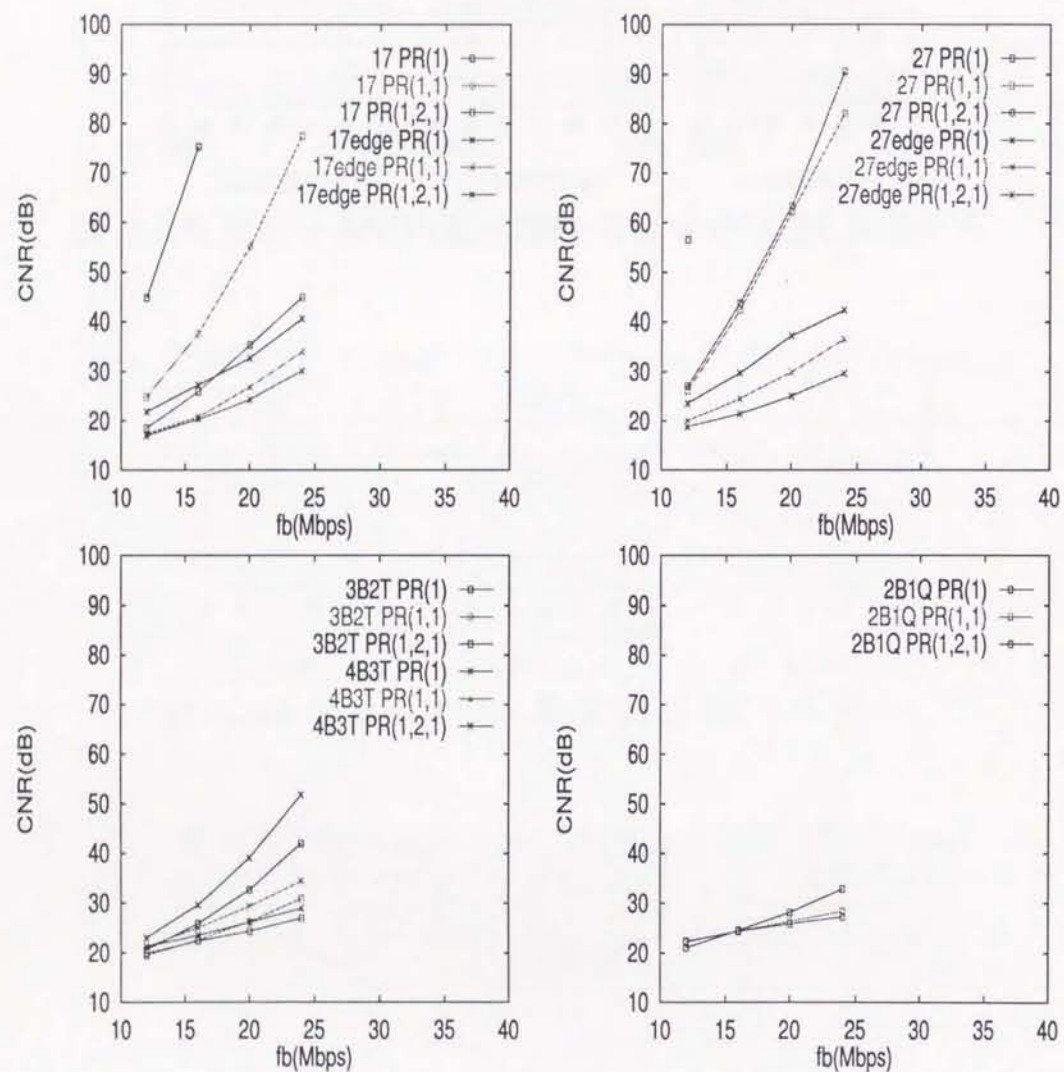 100
90
80
70
60
50
40
30
20
10
CNR(dB)
17 PR(1)
17 PR(1,1)
17 PR(1,2,1)
17edge PR(1)
17edge PR(1,1)
17edge PR(1,2,1)
10 15 20 25 30 35 40
fb(Mbps)
100
90
80
70
60
50
40
30
20
10
CNR(dB)
27 PR(1)
27 PR(1,1)
27 PR(1,2,1)
27edge PR(1)
27edge PR(1,1)
27edge PR(1,2,1)
10 15 20 25 30 35 40
fb(Mbps)
100
90
80
70
60
50
40
30
20
10
CNR(dB)
3B2T PR(1)
3B2T PR(1,1)
3B2T PR(1,2,1)
4B3T PR(1)
4B3T PR(1,1)
4B3T PR(1,2,1)
10 15 20 25 30 35 40
fb(Mbps)
100
90
80
70
60
50
40
30
20
10
CNR(dB)
2B1Q PR(1)
2B1Q PR(1,1)
2B1Q PR(1,2,1)
10 15 20 25 30 35 40
fb(Mbps)